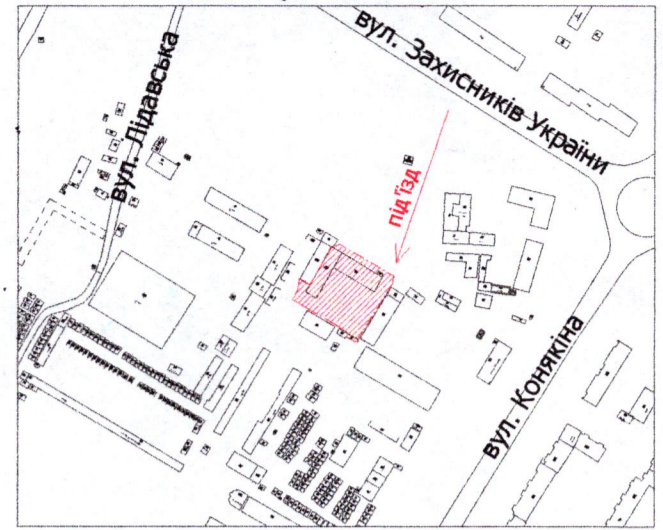 вул. Лідавська
вул. Захисників України
під'їзд
вул. Конякіна